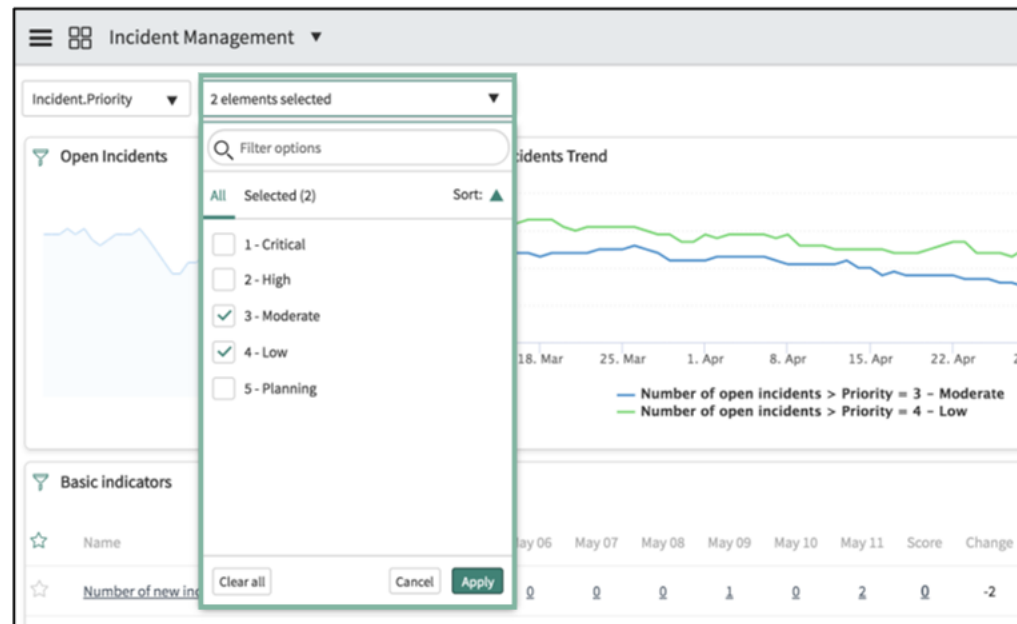 Incident Management
Incident.Priority
2 elements selected
Filter options
All Selected (2) Sort:
1 - Critical
2 - High
3 - Moderate
4 - Low
5 - Planning
Clear all Cancel Apply
Open Incidents
Trend
18. Mar 25. Mar 1. Apr 8. Apr 15. Apr 22. Apr
Number of open incidents > Priority = 3 - Moderate
Number of open incidents > Priority = 4 - Low
Basic indicators
Name 06 May 07 May 08 May 09 May 10 May 11 Score Change
Number of new 0 0 0 1 0 2 0 -2